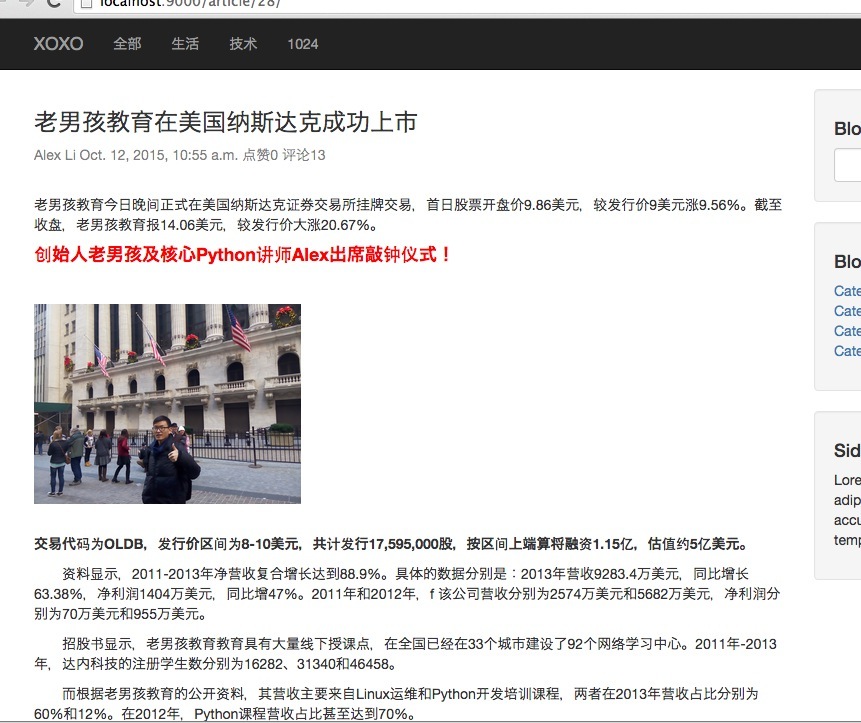 localhost:9000/article/28/
XOXO 全部 生活 技术 1024
老男孩教育在美国纳斯达克成功上市
Alex Li Oct. 12, 2015, 10:55 a.m. 点赞0 评论13
老男孩教育今日晚间正式在美国纳斯达克证券交易所挂牌交易，首日股票开盘价9.86美元，较发行价9美元涨9.56%。截至
收盘，老男孩教育报14.06美元，较发行价大涨20.67%。
创始人老男孩及核心Python讲师Alex出席敲钟仪式！
交易代码为OLDB，发行价区间为8-10美元，共计发行17,595,000股，按区间上端算将融资1.15亿，估值约5亿美元。
资料显示，2011-2013年净营收复合增长达到88.9%。具体的数据分别是：2013年营收9283.4万美元，同比增长
63.38%，净利润1404万美元，同比增47%。2011年和2012年，f 该公司营收分别为2574万美元和5682万美元，净利润分
别为70万美元和955万美元。
招股书显示，老男孩教育教育具有大量线下授课点，在全国已经在33个城市建设了92个网络学习中心。2011年-2013
年，达内科技的注册学生数分别为16282、31340和46458。
而根据老男孩教育的公开资料，其营收主要来自Linux运维和Python开发培训课程，两者在2013年营收占比分别为
60%和12%。在2012年，Python课程营收占比甚至达到70%。
Blo
Blo
Cate
Cate
Cate
Cate
Sid
Lore
adip
accu
temp